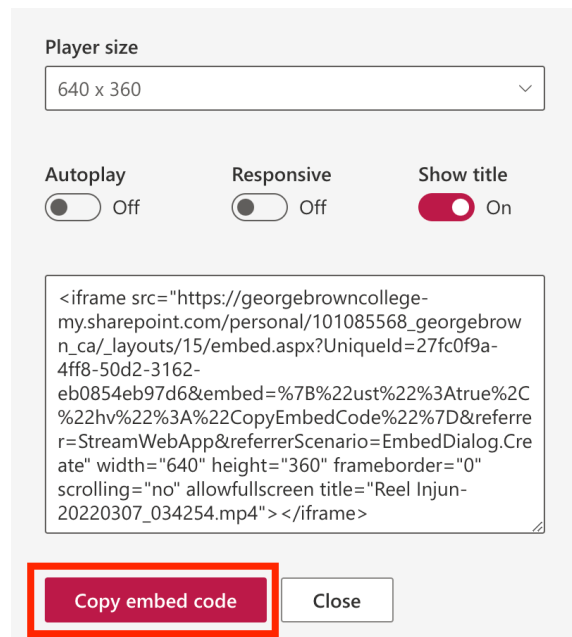 Player size
640 x 360
Autoplay Responsive Show title
Off Off On
<iframe src="https://georgebrowncollege-
my.sharepoint.com/personal/101085568_georgebrow
n_ca/_layouts/15/embed.aspx?UniqueId=27fc0f9a-
4ff8-50d2-3162-
eb0854eb97d6&embed=%7B%22ust%22%3Atrue%2C
%22hv%22%3A%22CopyEmbedCode%22%7D&referre
r=StreamWebApp&referrerScenario=EmbedDialog.Cre
ate" width="640" height="360" frameborder="0"
scrolling="no" allowfullscreen title="Reel Injun-
20220307_034254.mp4"></iframe>
Copy embed code Close